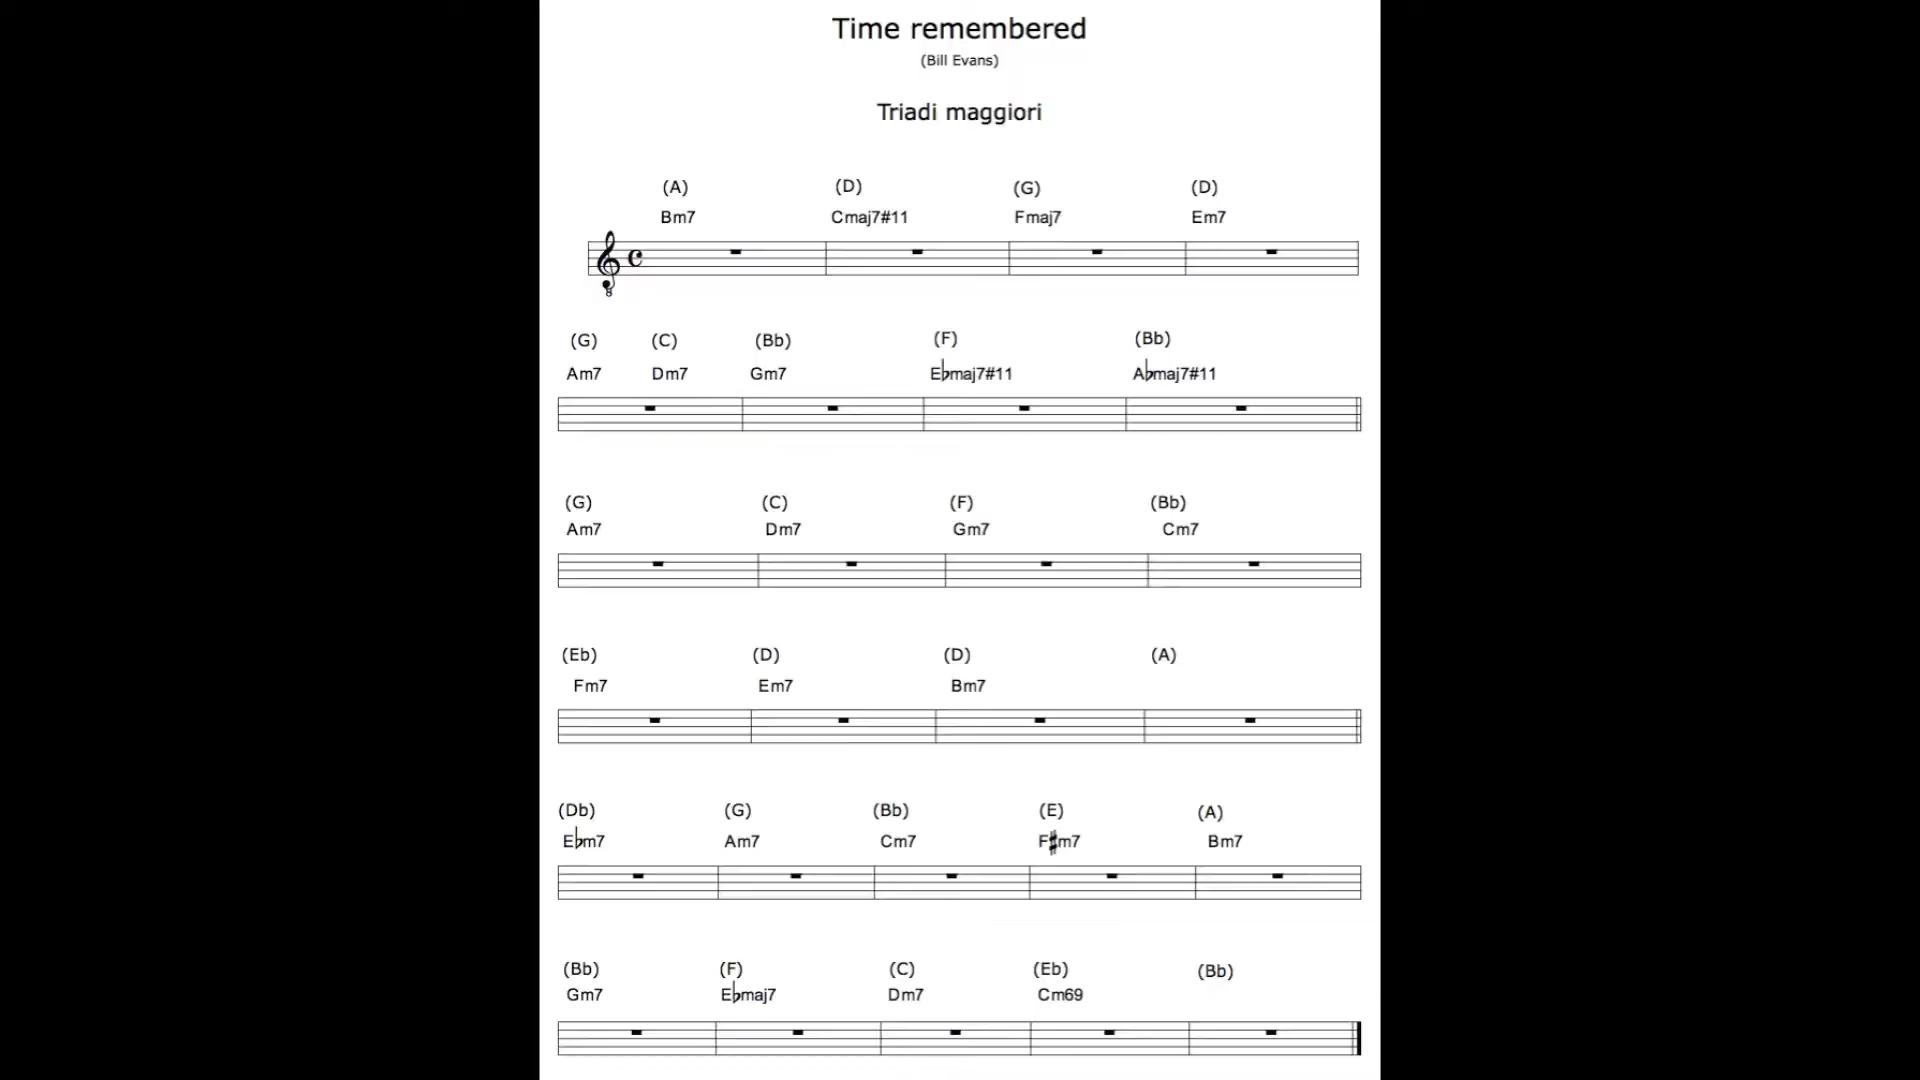 Time remembered
(Bill Evans)
Triadi maggiori
(A) (D) (G) (D)
Bm7 Cmaj7#11 Fmaj7 Em7
(G) (C) (Bb) (F) (Bb)
Am7 Dm7 Gm7 E♭maj7#11 A♭maj7#11
(G) (C) (F) (Bb)
Am7 Dm7 Gm7 Cm7
(Eb) (D) (D) (A)
Fm7 Em7 Bm7
(Db) (G) (Bb) (E) (A)
E♭m7 Am7 Cm7 F♯m7 Bm7
(Bb) (F) (C) (Eb) (Bb)
Gm7 E♭maj7 Dm7 Cm69